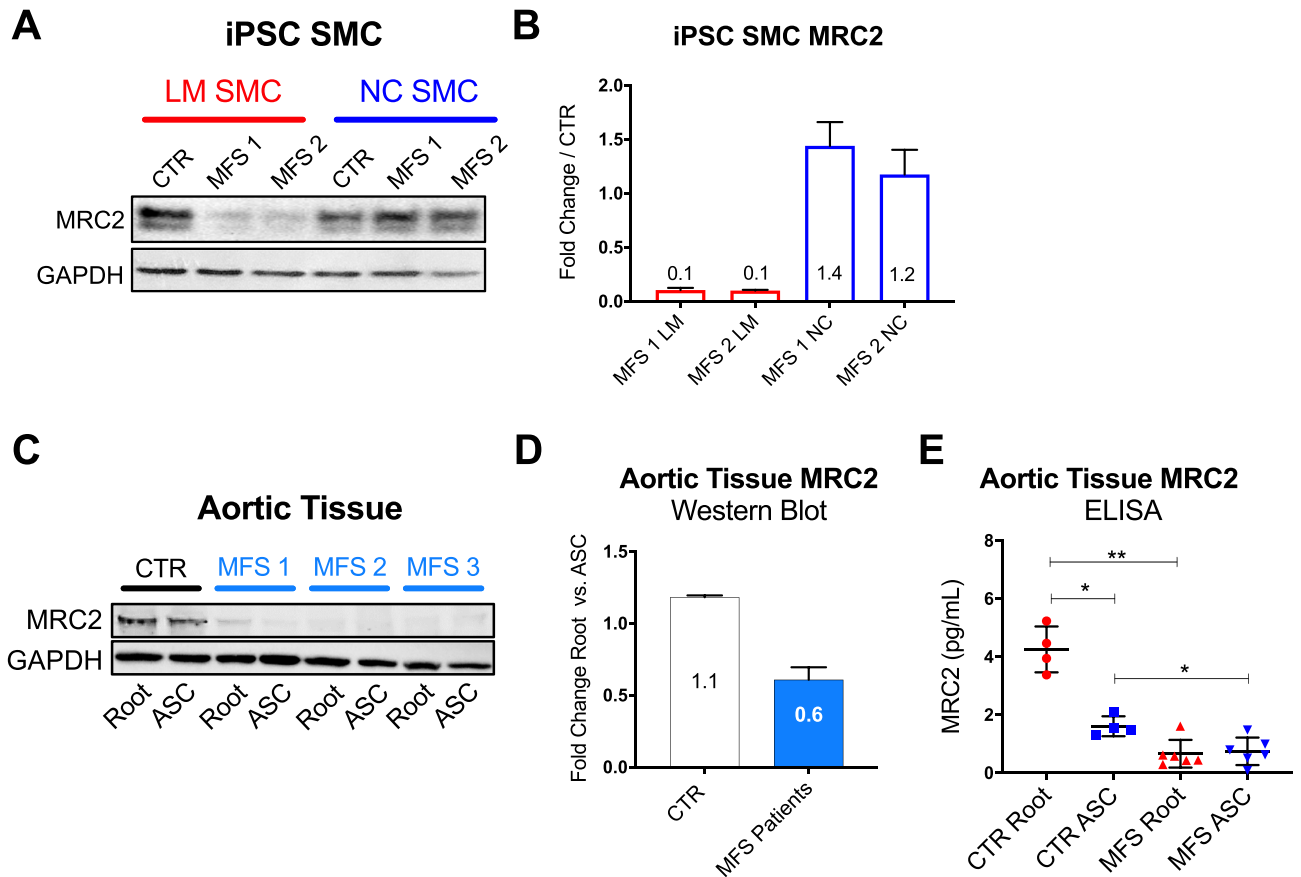 A
iPSC SMC
LM SMC
NC SMC
CTR
MFS 1
MFS 2
CTR
MFS 1
MFS 2
MRC2
GAPDH
B
iPSC SMC MRC2
Fold Change / CTR
2.0
1.5
1.0
0.5
0.0
0.1
0.1
1.4
1.2
MFS 1 LM
MFS 2 LM
MFS 1 NC
MFS 2 NC
C
Aortic Tissue
CTR
MFS 1
MFS 2
MFS 3
MRC2
GAPDH
Root
ASC
Root
ASC
Root
ASC
Root
ASC
D
Aortic Tissue MRC2
Western Blot
Fold Change Root vs. ASC
1.5
1.0
0.5
0.0
1.1
0.6
CTR
MFS Patients
E
Aortic Tissue MRC2
ELISA
MRC2 (pg/mL)
8
6
4
2
0
**
*
*
CTR Root
CTR ASC
MFS Root
MFS ASC